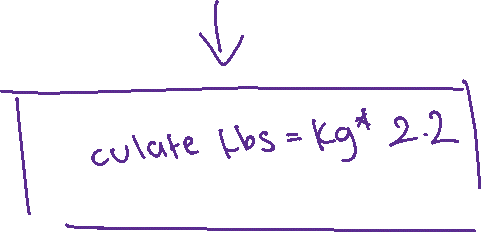 culate Lbs = Kg* 2.2